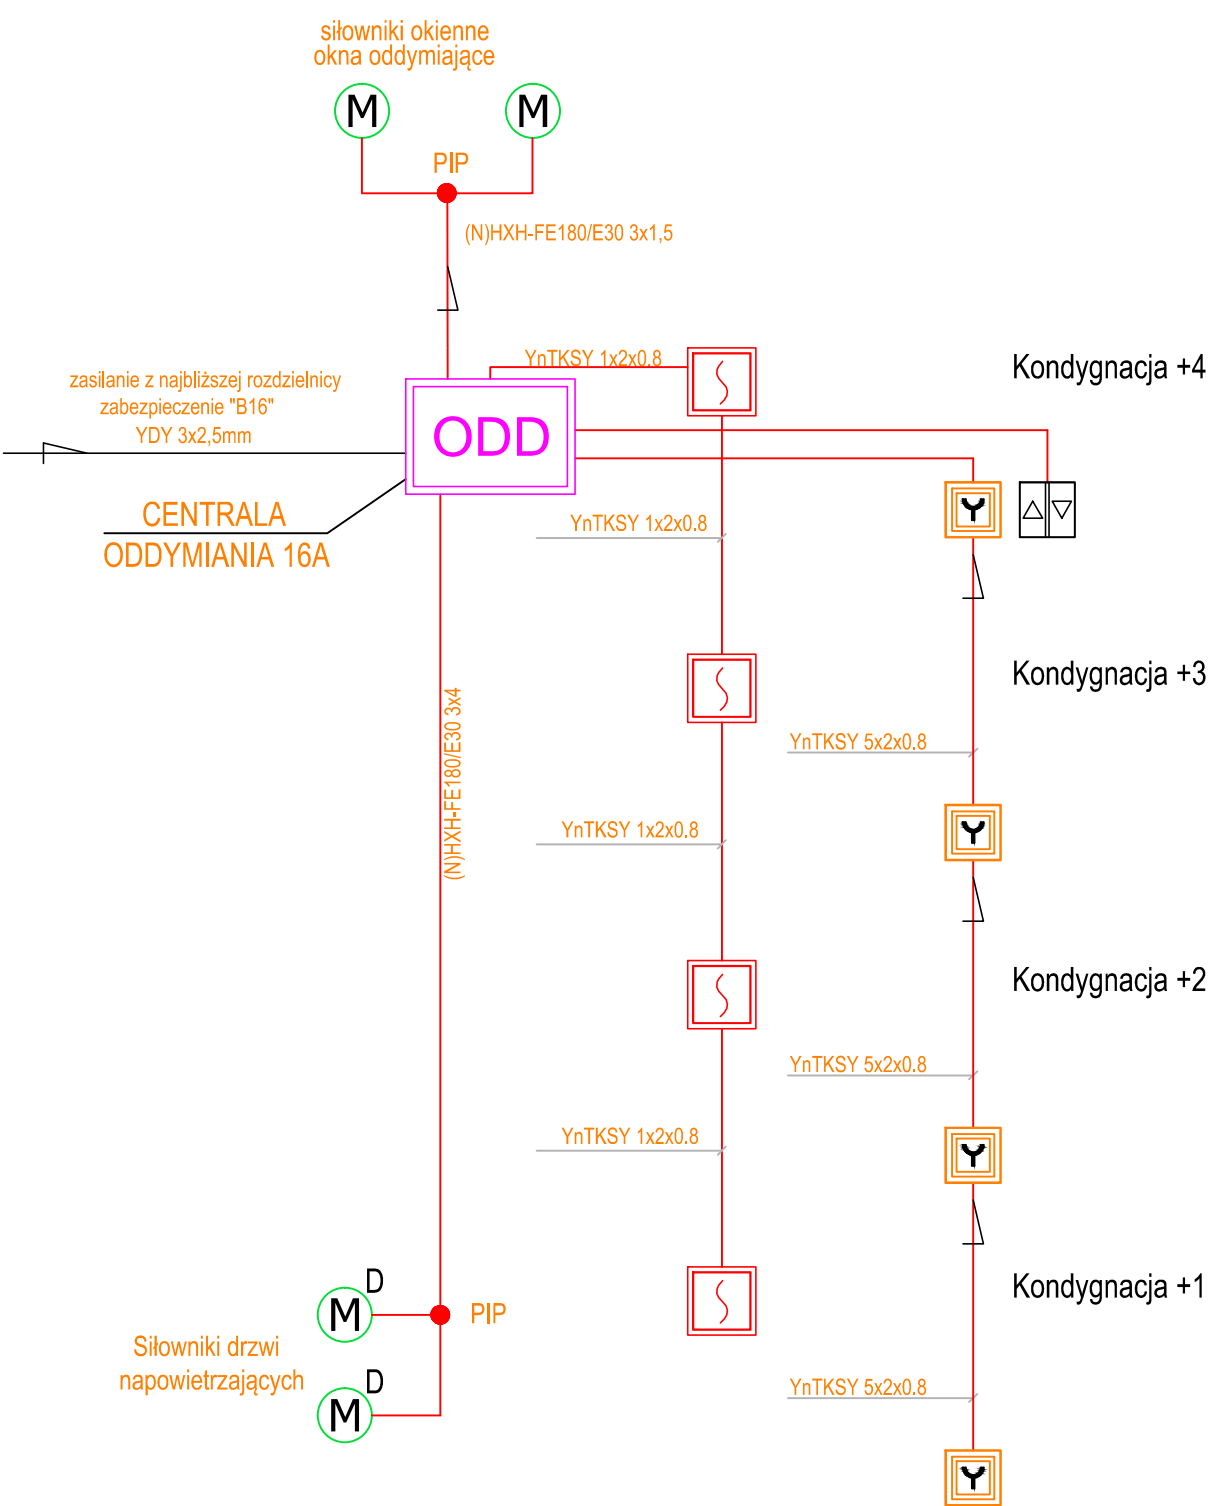 siłowniki okienne
okna oddymiające
M
M
PIP
(N)HXH-FE180/E30 3x1,5
YnTKSY 1x2x0.8
Kondygnacja +4
zasilanie z najbliższej rozdzielnicy
zabezpieczenie "B16"
YDY 3x2,5mm
ODD
CENTRALA
ODDYMIANIA 16A
YnTKSY 1x2x0.8
Y
Kondygnacja +3
(N)HXH-FE180/E30 3x4
YnTKSY 5x2x0.8
YnTKSY 1x2x0.8
Y
Kondygnacja +2
YnTKSY 5x2x0.8
YnTKSY 1x2x0.8
Y
Kondygnacja +1
D
M
PIP
Siłowniki drzwi
napowietrzających
D
M
YnTKSY 5x2x0.8
Y